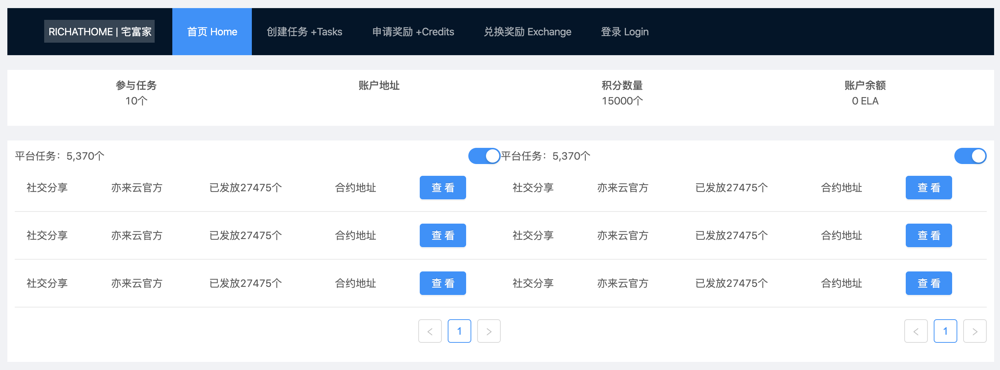 RICHATHOME | 宅富家 首页 Home 创建任务 +Tasks 申请奖励 +Credits 兑换奖励 Exchange 登录 Login
参与任务 账户地址 积分数量 账户余额
10个 15000个 0 ELA
平台任务：5,370个 平台任务：5,370个
社交分享 亦来云官方 已发放27475个 合约地址 查 看 社交分享 亦来云官方 已发放27475个 合约地址 查 看
社交分享 亦来云官方 已发放27475个 合约地址 查 看 社交分享 亦来云官方 已发放27475个 合约地址 查 看
社交分享 亦来云官方 已发放27475个 合约地址 查 看 社交分享 亦来云官方 已发放27475个 合约地址 查 看
< 1 > < 1 >